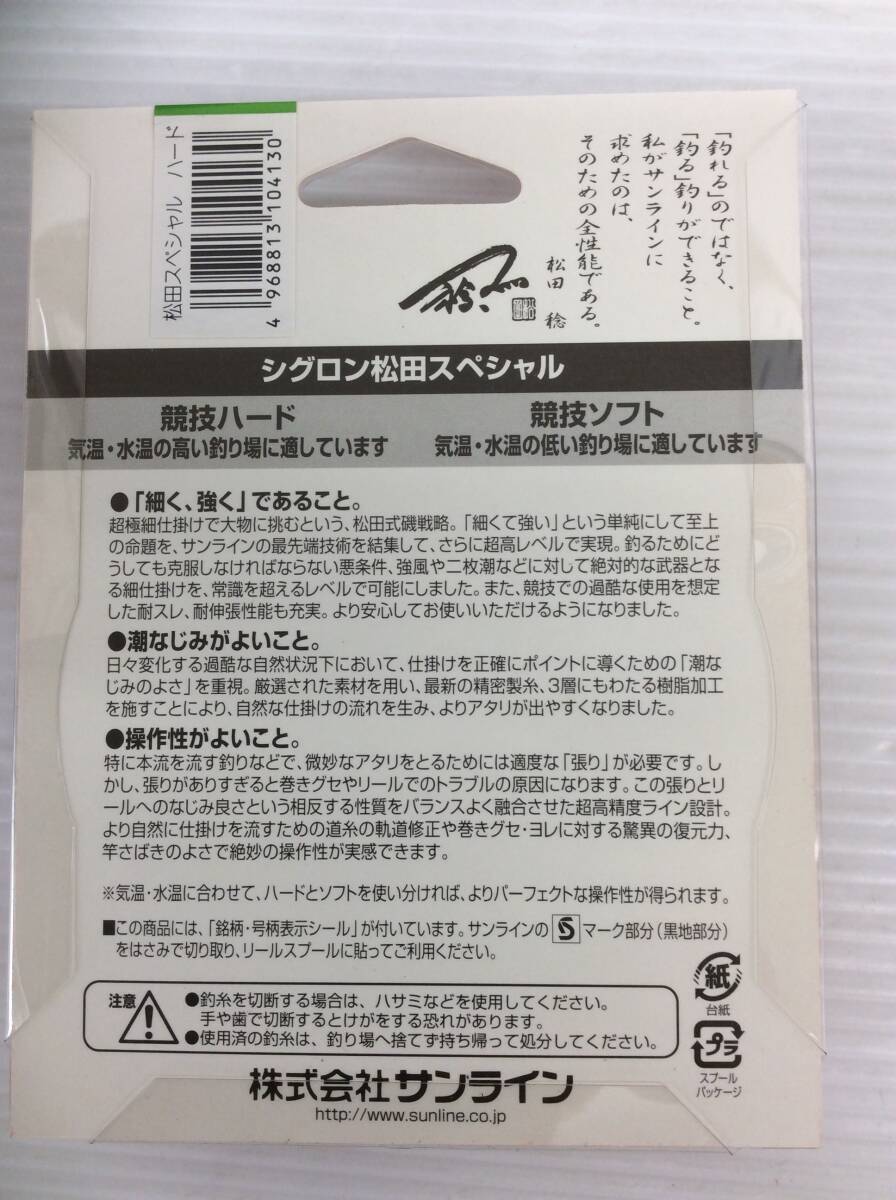 松田スペシャル ハード
4 968813 104130
「釣れる」のではなく、
「釣る」釣りができること。
私がサンラインに
求めたのは、
そのための全性能である。
松田 稔
シグロン松田スペシャル
競技ハード
気温・水温の高い釣り場に適しています
競技ソフト
気温・水温の低い釣り場に適しています
●「細く、強く」であること。
超極細仕掛けで大物に挑むという、松田式磯戦略。「細くて強い」という単純にして至上
の命題を、サンラインの最先端技術を結集して、さらに超高レベルで実現。釣るためにど
うしても克服しなければならない悪条件、強風や二枚潮などに対して絶対的な武器とな
る細仕掛けを、常識を超えるレベルで可能にしました。また、競技での過酷な使用を想定
した耐スレ、耐伸張性能も充実。より安心してお使いいただけるようになりました。
●潮なじみがよいこと。
日々変化する過酷な自然状況下において、仕掛けを正確にポイントに導くための「潮な
じみのよさ」を重視。厳選された素材を用い、最新の精密製糸、3層にもわたる樹脂加工
を施すことにより、自然な仕掛けの流れを生み、よりアタリが出やすくなりました。
●操作性がよいこと。
特に本流を流す釣りなどで、微妙なアタリをとるためには適度な「張り」が必要です。し
かし、張りがありすぎると巻きグセやリールでのトラブルの原因になります。この張りとリ
ールへのなじみ良さという相反する性質をバランスよく融合させた超高精度ライン設計。
より自然に仕掛けを流すための道糸の軌道修正や巻きグセ・ヨレに対する驚異の復元力、
竿さばきのよさで絶妙の操作性が実感できます。
※気温・水温に合わせて、ハードとソフトを使い分ければ、よりパーフェクトな操作性が得られます。
■この商品には、「銘柄・号柄表示シール」が付いています。サンラインの S マーク部分(黒地部分)
をはさみで切り取り、リールスプールに貼ってご利用ください。
注意
●釣糸を切断する場合は、ハサミなどを使用してください。
手や歯で切断するとけがをする恐れがあります。
●使用済の釣糸は、釣り場へ捨てず持ち帰って処分してください。
紙
台紙
プラ
スプール
パッケージ
株式会社サンライン
http://www.sunline.co.jp